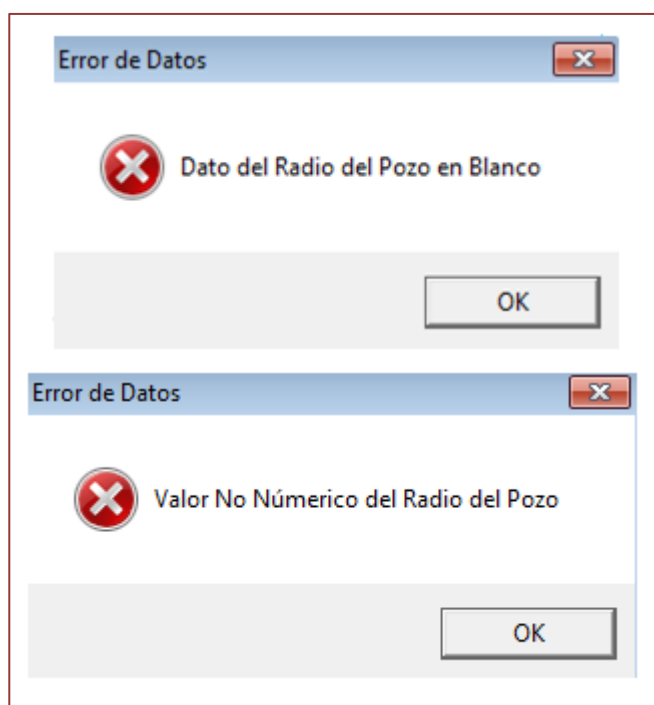 Error de Datos
Dato del Radio del Pozo en Blanco
OK
Error de Datos
Valor No Númerico del Radio del Pozo
OK